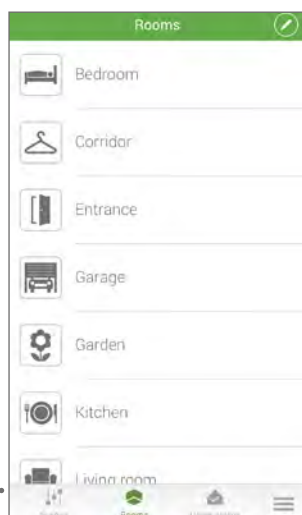 Rooms
Bedroom
Corridor
Entrance
Garage
Garden
Kitchen
Living room
Rooms